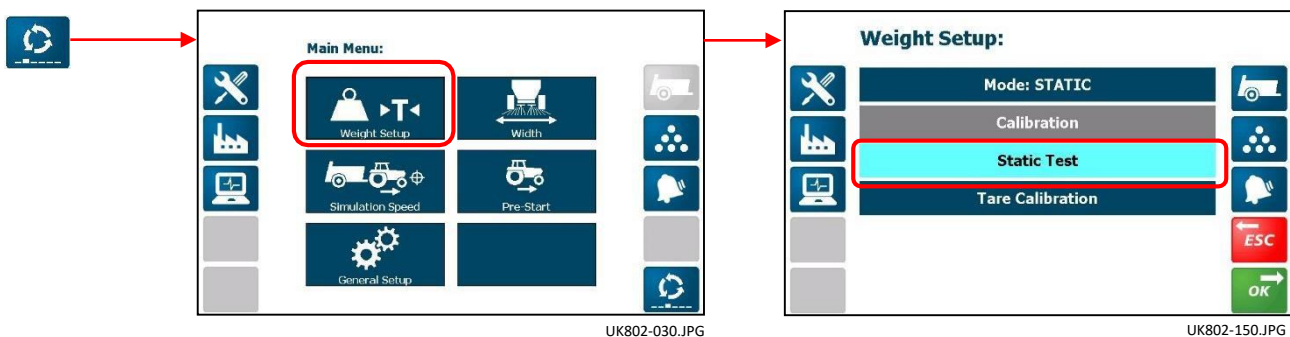 Main Menu:
▸T◂
Weight Setup
Width
Simulation Speed
Pre-Start
General Setup
UK802-030.JPG
Weight Setup:
Mode: STATIC
Calibration
Static Test
Tare Calibration
ESC
OK
UK802-150.JPG